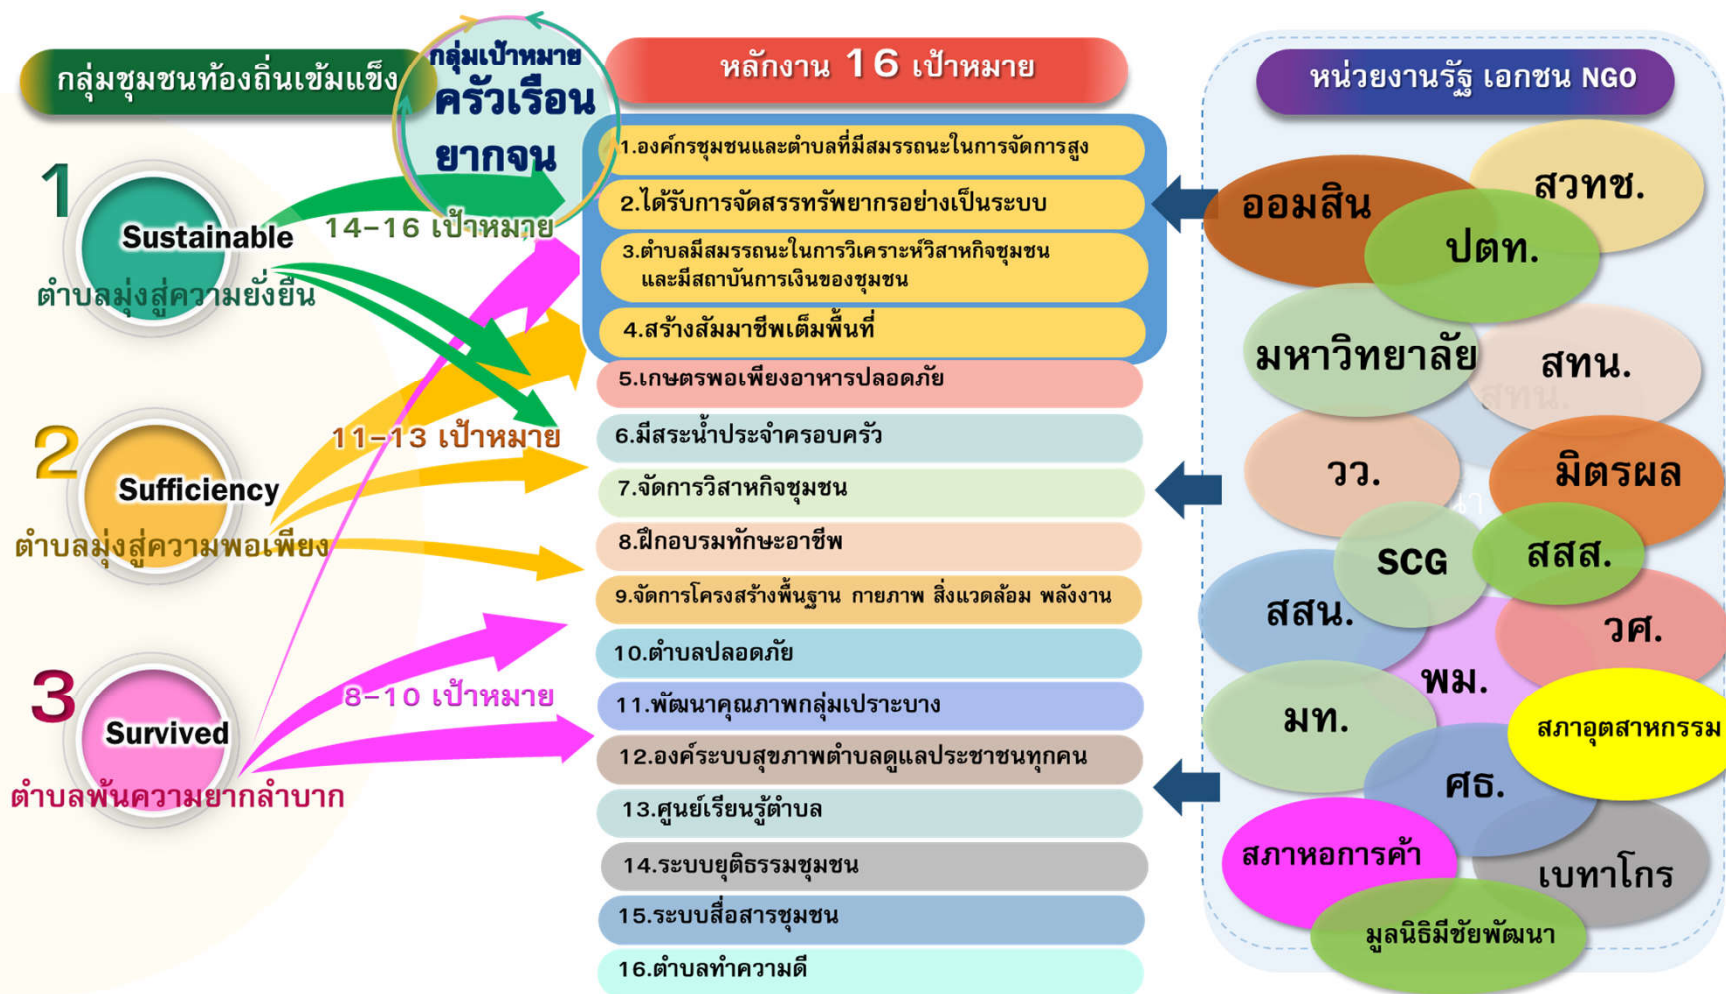 กลุ่มชุมชนท้องถิ่นเข้มแข็ง
กลุ่มเป้าหมาย
ครัวเรือน
ยากจน
หลักงาน 16 เป้าหมาย
หน่วยงานรัฐ เอกชน NGO
1
Sustainable
ตำบลมุ่งสู่ความยั่งยืน
14-16 เป้าหมาย
2
Sufficiency
ตำบลมุ่งสู่ความพอเพียง
11-13 เป้าหมาย
3
Survived
ตำบลพ้นความยากลำบาก
8-10 เป้าหมาย
1.องค์กรชุมชนและตำบลที่มีสมรรถนะในการจัดการสูง
2.ได้รับการจัดสรรทรัพยากรอย่างเป็นระบบ
3.ตำบลมีสมรรถนะในการวิเคราะห์วิสาหกิจชุมชน
และมีสถาบันการเงินของชุมชน
4.สร้างสัมมาชีพเต็มพื้นที่
5.เกษตรพอเพียงอาหารปลอดภัย
6.มีสระน้ำประจำครอบครัว
7.จัดการวิสาหกิจชุมชน
8.ฝึกอบรมทักษะอาชีพ
9.จัดการโครงสร้างพื้นฐาน กายภาพ สิ่งแวดล้อม พลังงาน
10.ตำบลปลอดภัย
11.พัฒนาคุณภาพกลุ่มเปราะบาง
12.องค์ระบบสุขภาพตำบลดูแลประชาชนทุกคน
13.ศูนย์เรียนรู้ตำบล
14.ระบบยุติธรรมชุมชน
15.ระบบสื่อสารชุมชน
16.ตำบลทำความดี
ออมสิน
สวทช.
ปตท.
มหาวิทยาลัย
สทน.
สทน.
วว.
มิตรผล
SCG
สสส.
สสน.
วศ.
พม.
มท.
สภาอุตสาหกรรม
ศธ.
สภาหอการค้า
เบทาโกร
มูลนิธิมีชัยพัฒนา